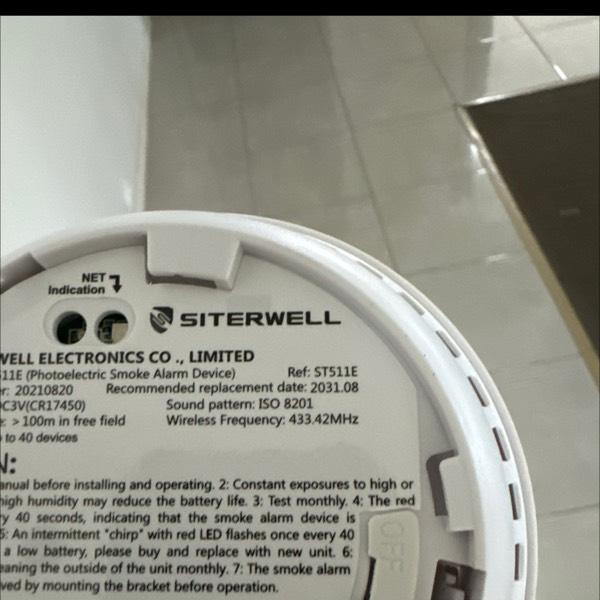 NET
Indication
SITERWELL
WELL ELECTRONICS CO ., LIMITED
511E (Photoelectric Smoke Alarm Device) Ref: ST511E
er: 20210820 Recommended replacement date: 2031.08
DC3V(CR17450) Sound pattern: ISO 8201
e: >100m in free field Wireless Frequency: 433.42MHz
to 40 devices
N:
anual before installing and operating. 2: Constant exposures to high or
high humidity may reduce the battery life. 3: Test monthly. 4: The red
ry 40 seconds, indicating that the smoke alarm device is
5: An intermittent "chirp" with red LED flashes once every 40
a low battery, please buy and replace with new unit. 6:
eaning the outside of the unit monthly. 7: The smoke alarm
ved by mounting the bracket before operation.
OFF